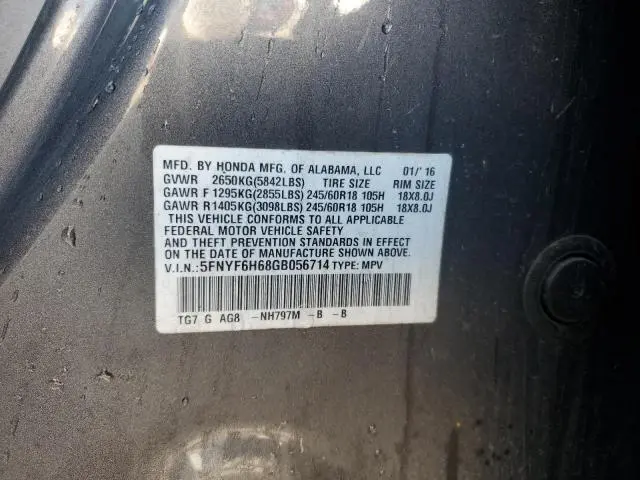 MFD. BY HONDA MFG. OF ALABAMA, LLC 01/'16
GVWR 2650KG(5842LBS) TIRE SIZE RIM SIZE
GAWR F 1295KG(2855LBS) 245/60R18 105H 18X8.0J
GAWR R1405KG(3098LBS) 245/60R18 105H 18X8.0J
THIS VEHICLE CONFORMS TO ALL APPLICABLE
FEDERAL MOTOR VEHICLE SAFETY
AND THEFT PREVENTION STANDARDS IN EFFECT
ON THE DATE OF MANUFACTURE SHOWN ABOVE.
V.I.N.:5FNYF6H68GB056714 TYPE: MPV
TG7 G AG8 -NH797M -B -B